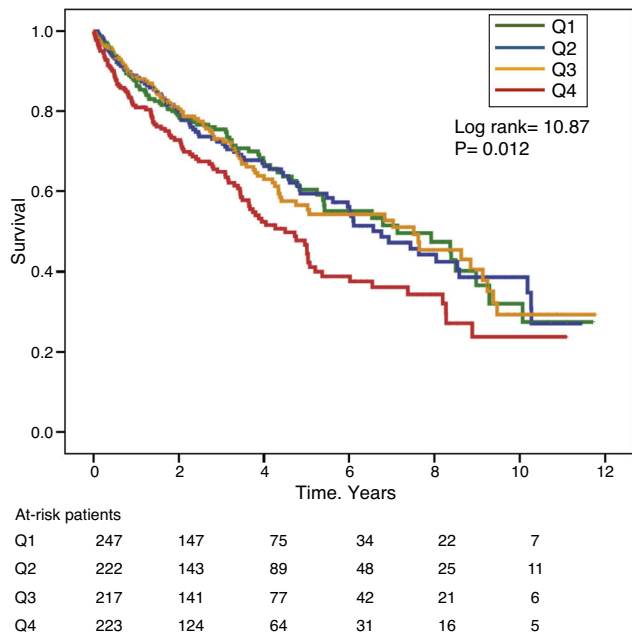 1.0
0.8
0.6
0.4
0.2
0.0
Survival
Q1
Q2
Q3
Q4
Log rank= 10.87
P= 0.012
0 2 4 6 8 10 12
Time. Years
At-risk patients
Q1 247 147 75 34 22 7
Q2 222 143 89 48 25 11
Q3 217 141 77 42 21 6
Q4 223 124 64 31 16 5